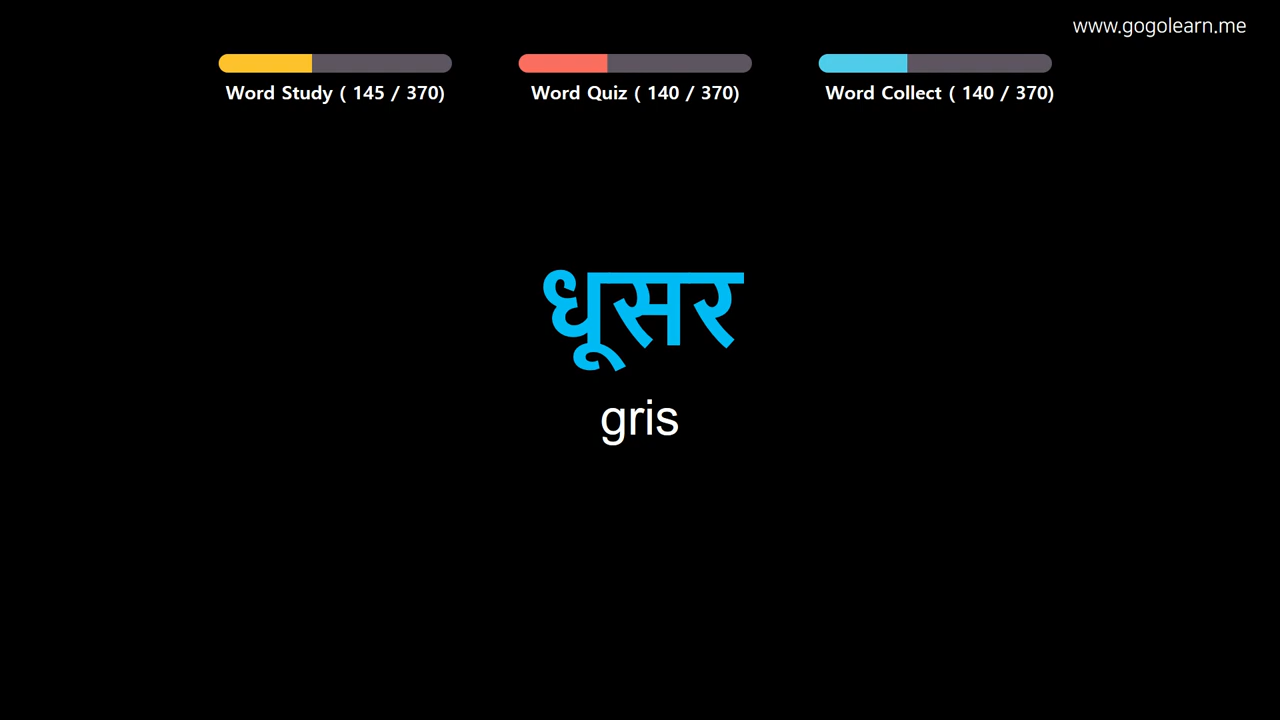 www.gogolearn.me
Word Study ( 145 / 370)
Word Quiz ( 140 / 370)
Word Collect ( 140 / 370)
धूसर
gris